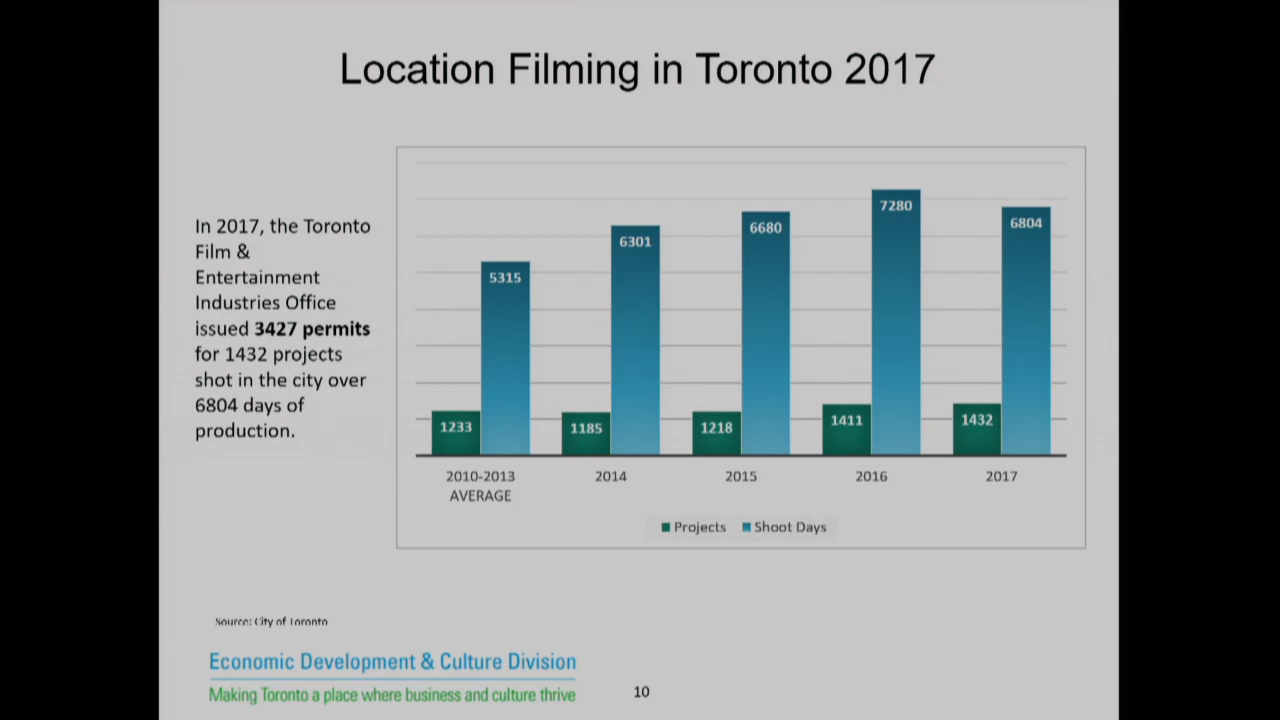 Location Filming in Toronto 2017
In 2017, the Toronto
Film &
Entertainment
Industries Office
issued 3427 permits
for 1432 projects
shot in the city over
6804 days of
production.
5315
6301
6680
7280
6804
1233
1185
1218
1411
1432
2010-2013
AVERAGE
2014
2015
2016
2017
Projects
Shoot Days
Source: City of Toronto
Economic Development & Culture Division
Making Toronto a place where business and culture thrive
10